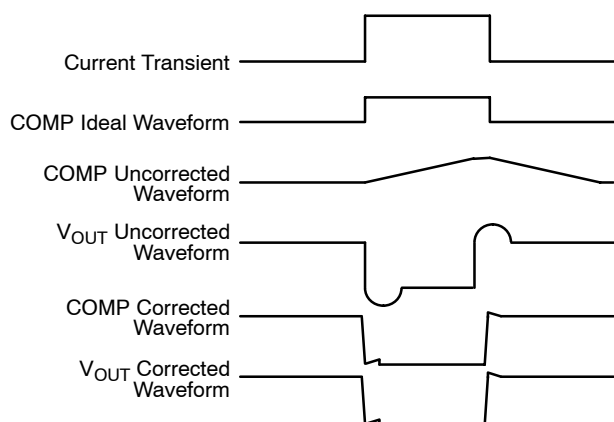 Current Transient
COMP Ideal Waveform
COMP Uncorrected
Waveform
VOUT Uncorrected
Waveform
COMP Corrected
Waveform
VOUT Corrected
Waveform